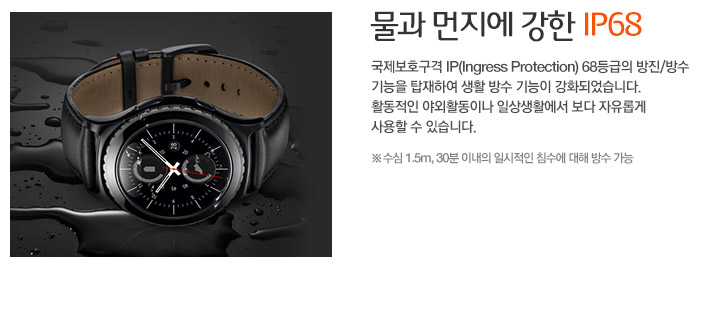 물과 먼지에 강한 IP68
국제보호구격 IP(Ingress Protection) 68등급의 방진/방수
기능을 탑재하여 생활 방수 기능이 강화되었습니다.
활동적인 야외활동이나 일상생활에서 보다 자유롭게
사용할 수 있습니다.
※ 수심 1.5m, 30분 이내의 일시적인 침수에 대해 방수 가능
28